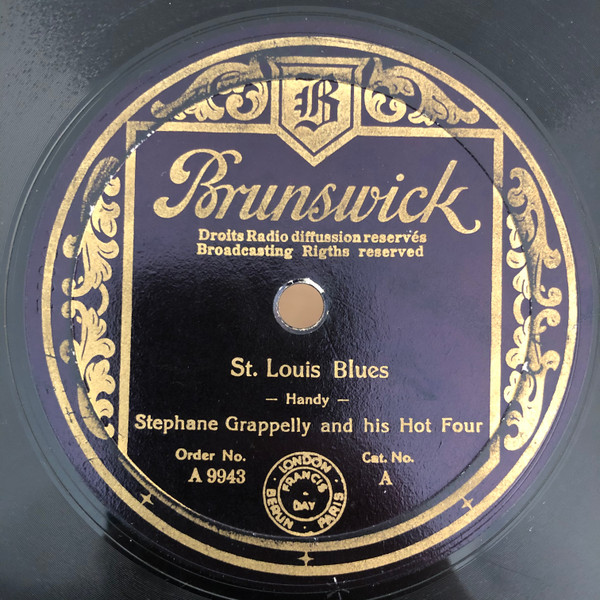 B
Brunswick
Droits Radio diffussion reservés
Broadcasting Rigths reserved
St. Louis Blues
— Handy —
Stephane Grappelly and his Hot Four
Order No.
A 9943
Cat. No.
A
LONDON
FRANCIS
· DAY
BERLIN PARIS